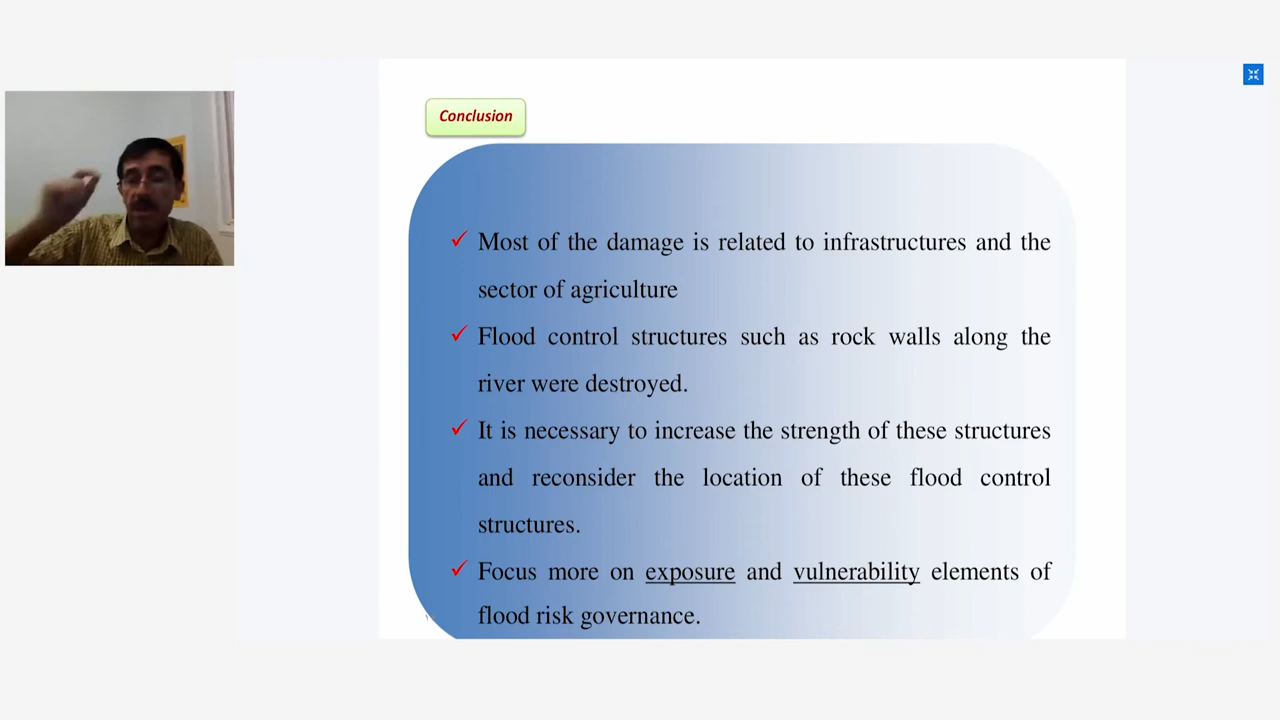 Conclusion
Most of the damage is related to infrastructures and the
sector of agriculture
Flood control structures such as rock walls along the
river were destroyed.
It is necessary to increase the strength of these structures
and reconsider the location of these flood control
structures.
Focus more on exposure and vulnerability elements of
flood risk governance.